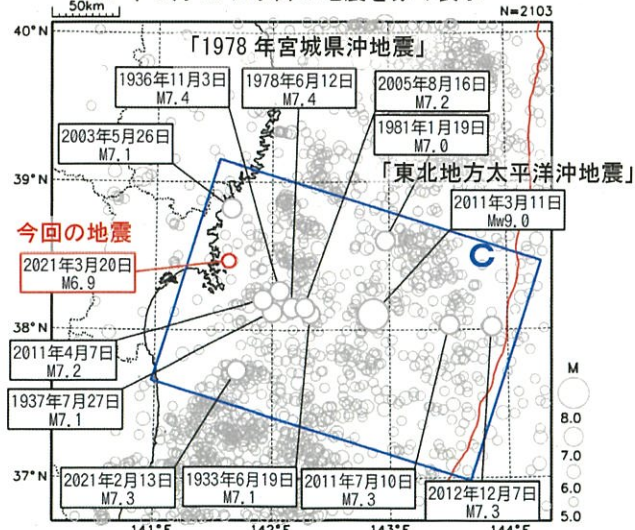 50km
N=2103
40°N
「1978年宮城県沖地震」
1936年11月3日
M7.4
1978年6月12日
M7.4
2005年8月16日
M7.2
1981年1月19日
M7.0
2003年5月26日
M7.1
39°N
「東北地方太平洋沖地震」
2011年3月11日
Mw9.0
今回の地震
2021年3月20日
M6.9
C
38°N
2011年4月7日
M7.2
1937年7月27日
M7.1
M
8.0
7.0
6.0
5.0
37°N
2021年2月13日
M7.3
1933年6月19日
M7.1
2011年7月10日
M7.3
2012年12月7日
M7.3
141°E
142°E
143°E
144°E